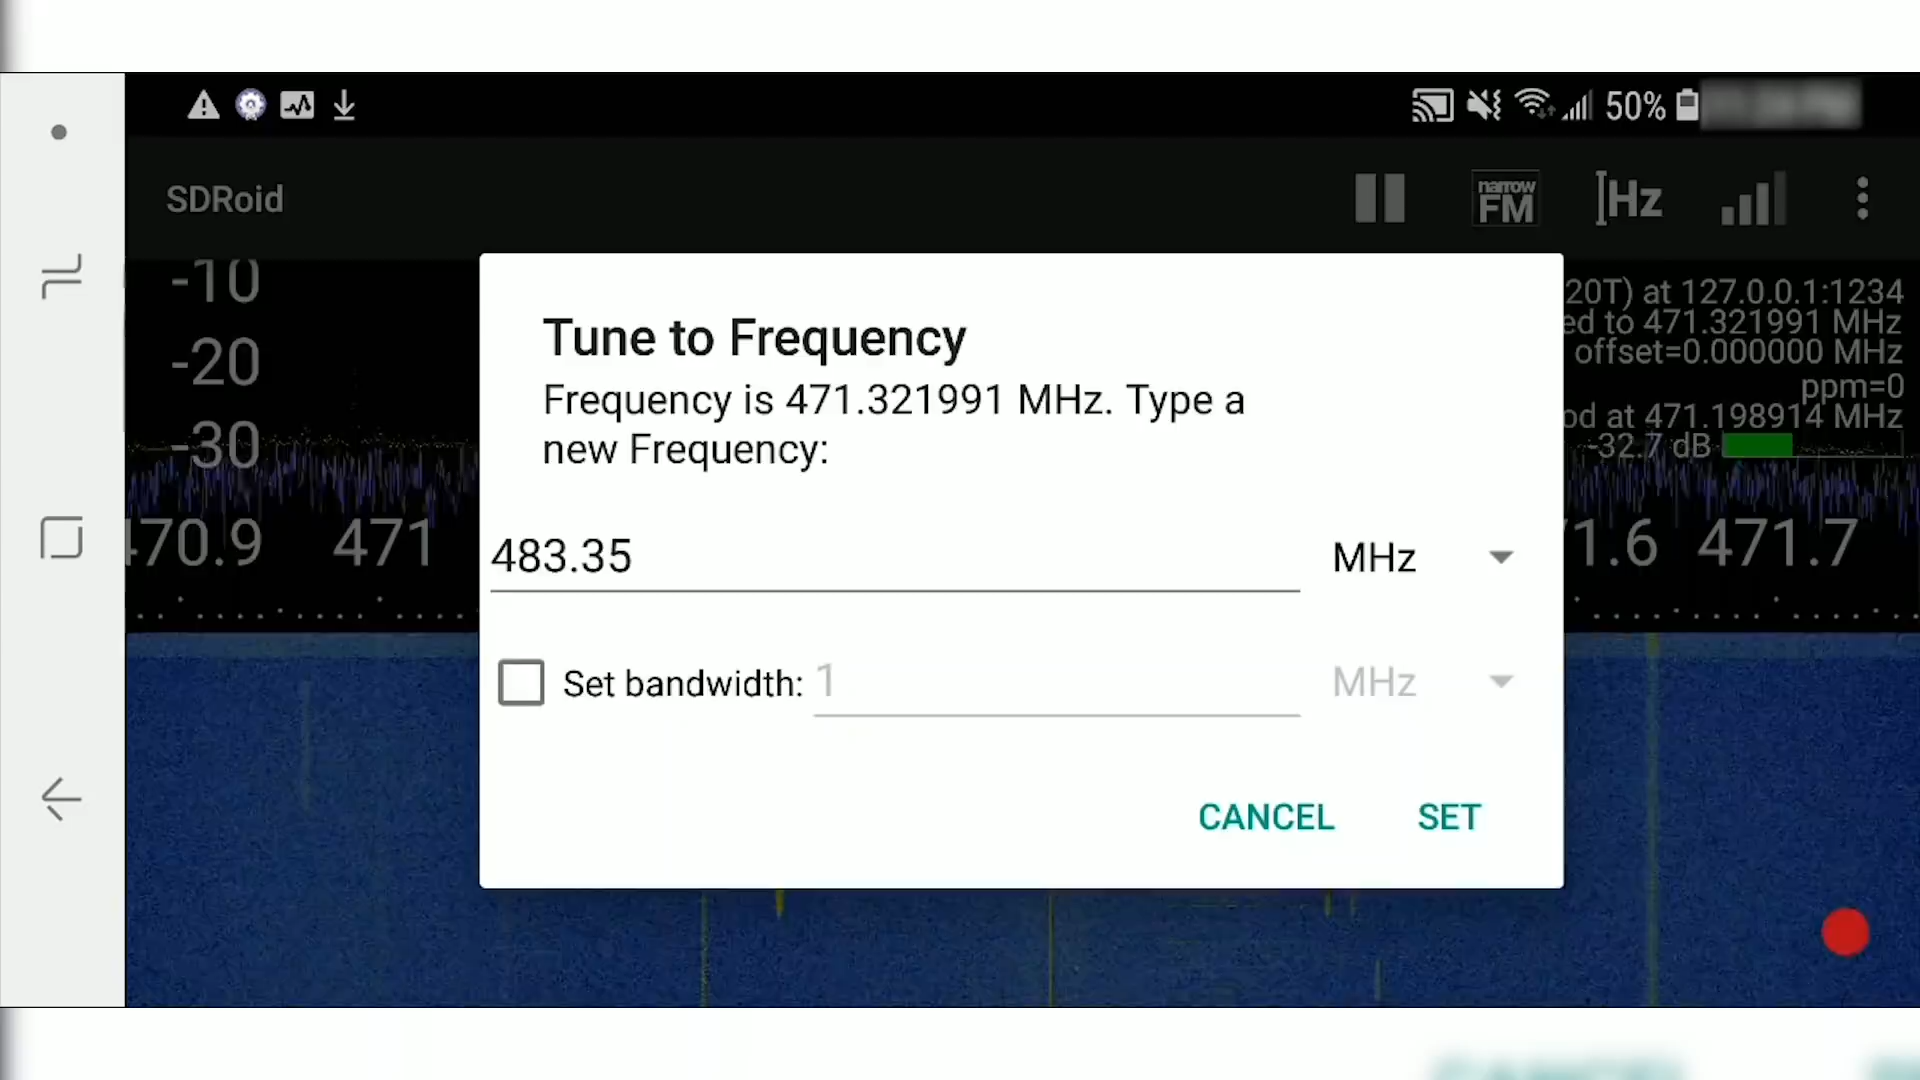 50%
SDRoid
narrow
FM
Hz
-10
-20
-30
20T) at 127.0.0.1:1234
ed to 471.321991 MHz
offset=0.000000 MHz
ppm=0
od at 471.198914 MHz
-32.7 dB
470.9 471
71.6 471.7
Tune to Frequency
Frequency is 471.321991 MHz. Type a
new Frequency:
483.35 MHz
Set bandwidth: 1 MHz
CANCEL SET